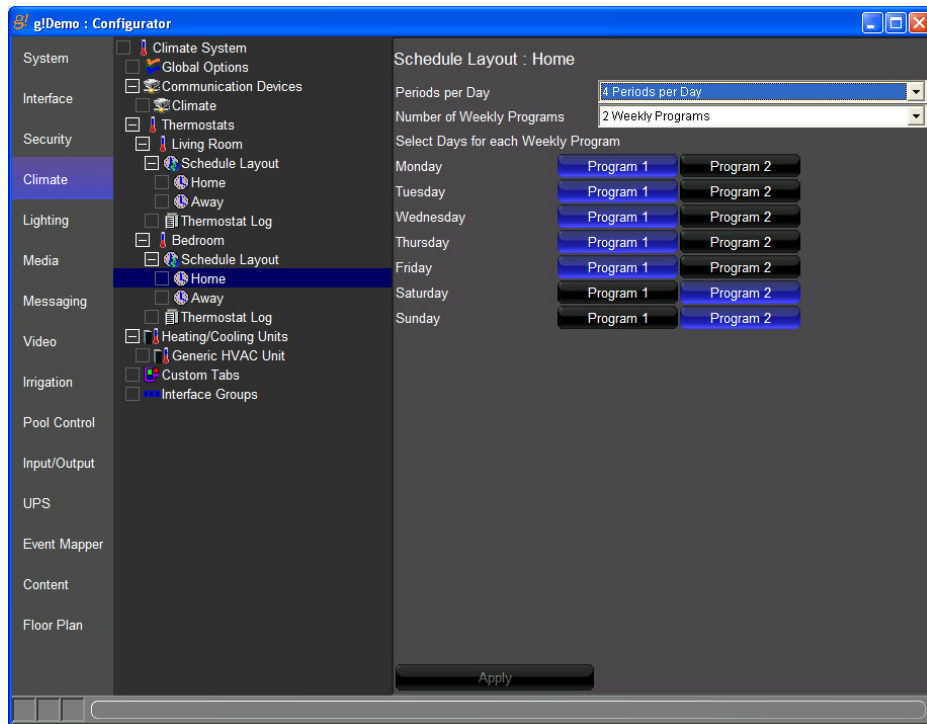 g! g!Demo : Configurator
System
Interface
Security
Climate
Lighting
Media
Messaging
Video
Irrigation
Pool Control
Input/Output
UPS
Event Mapper
Content
Floor Plan
Climate System
Global Options
Communication Devices
Climate
Thermostats
Living Room
Schedule Layout
Home
Away
Thermostat Log
Bedroom
Schedule Layout
Home
Away
Thermostat Log
Heating/Cooling Units
Generic HVAC Unit
Custom Tabs
Interface Groups
Schedule Layout : Home
Periods per Day 4 Periods per Day
Number of Weekly Programs 2 Weekly Programs
Select Days for each Weekly Program
Monday Program 1 Program 2
Tuesday Program 1 Program 2
Wednesday Program 1 Program 2
Thursday Program 1 Program 2
Friday Program 1 Program 2
Saturday Program 1 Program 2
Sunday Program 1 Program 2
Apply